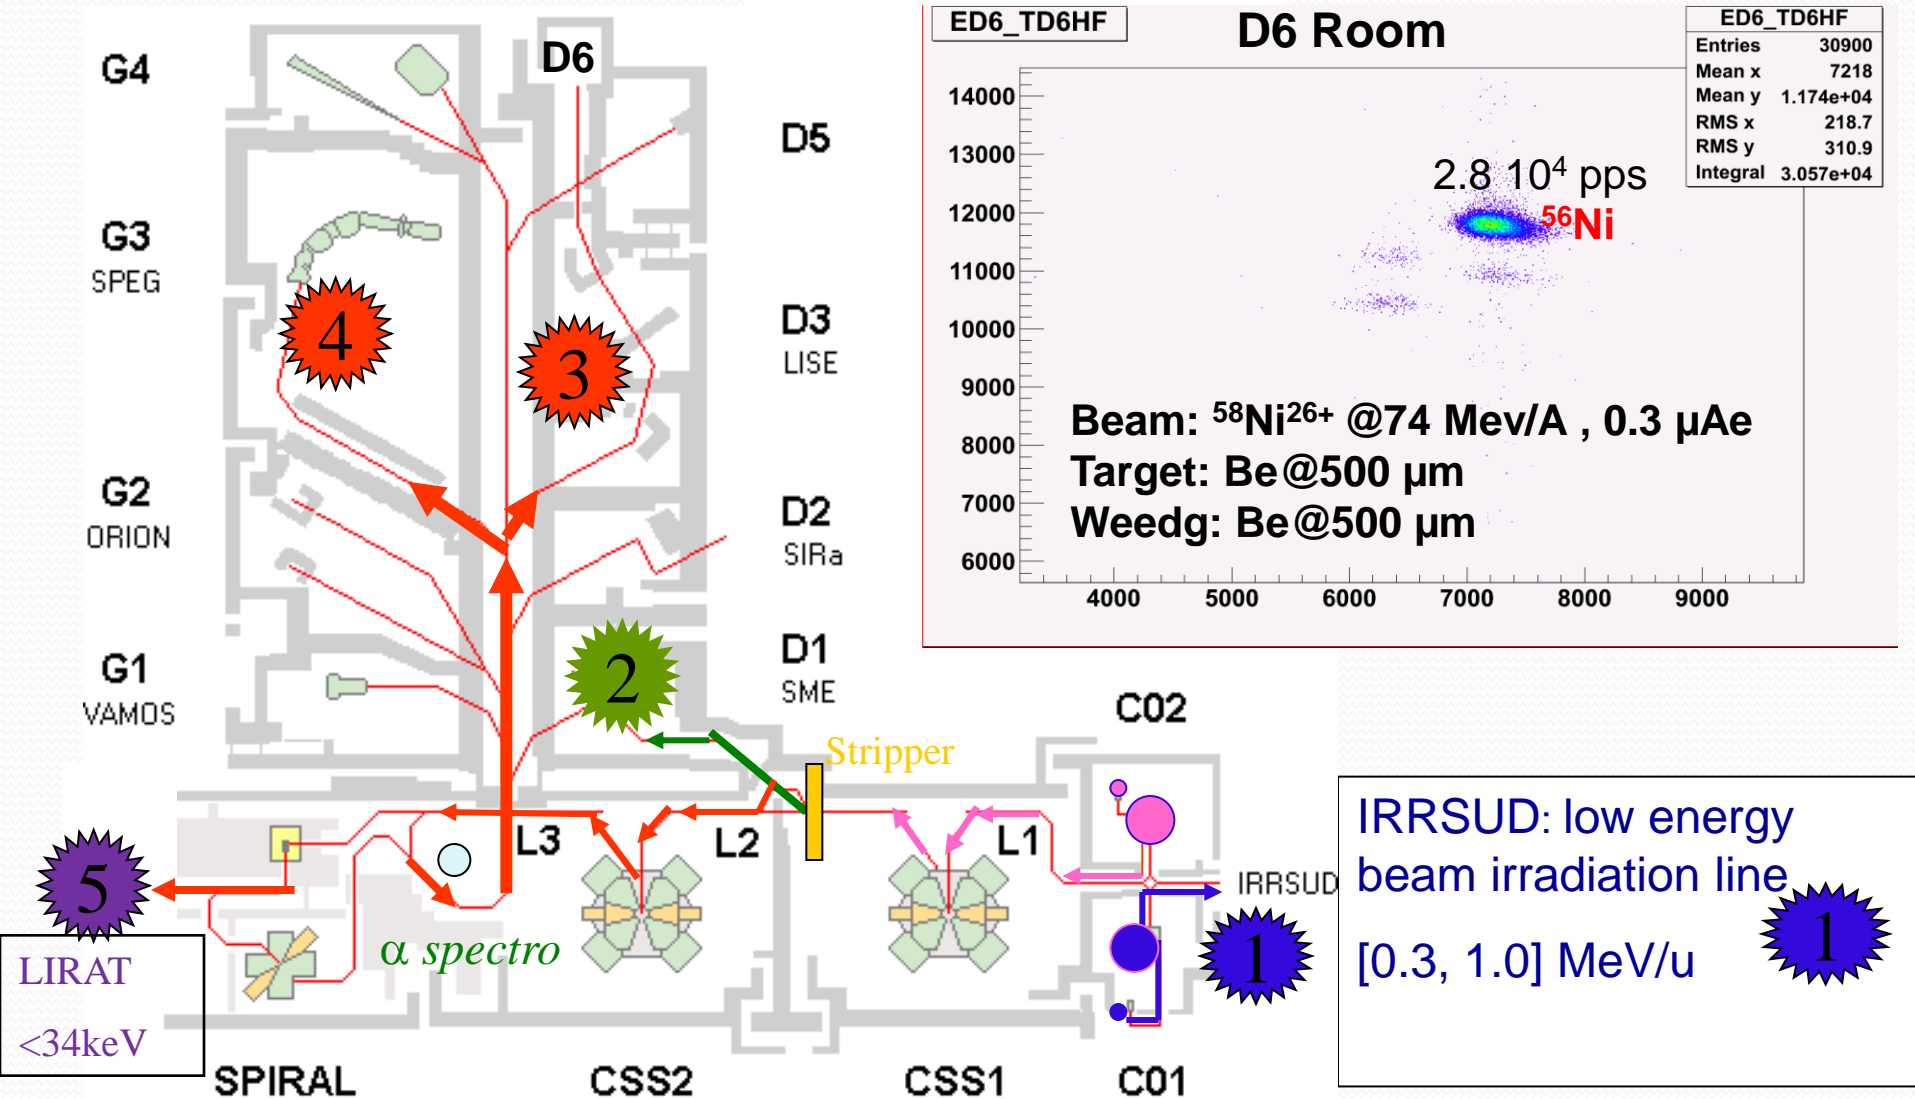 G4
D6
D5
G3
SPEG
4
3
D3
LISE
G2
ORION
D2
SIRa
2
G1
VAMOS
D1
SME
C02
Stripper
L3
L2
L1
5
α spectro
IRRSUD
1
LIRAT
<34keV
SPIRAL
CSS2
CSS1
C01
ED6_TD6HF
D6 Room
ED6_TD6HF
Entries 30900
Mean x 7218
Mean y 1.174e+04
RMS x 218.7
RMS y 310.9
Integral 3.057e+04
14000
13000
12000
11000
10000
9000
8000
7000
6000
2.8 10⁴ pps
⁵⁶Ni
Beam: ⁵⁸Ni²⁶⁺ @74 Mev/A , 0.3 µAe
Target: Be@500 µm
Weedg: Be@500 µm
4000 5000 6000 7000 8000 9000
IRRSUD: low energy
beam irradiation line
[0.3, 1.0] MeV/u
1